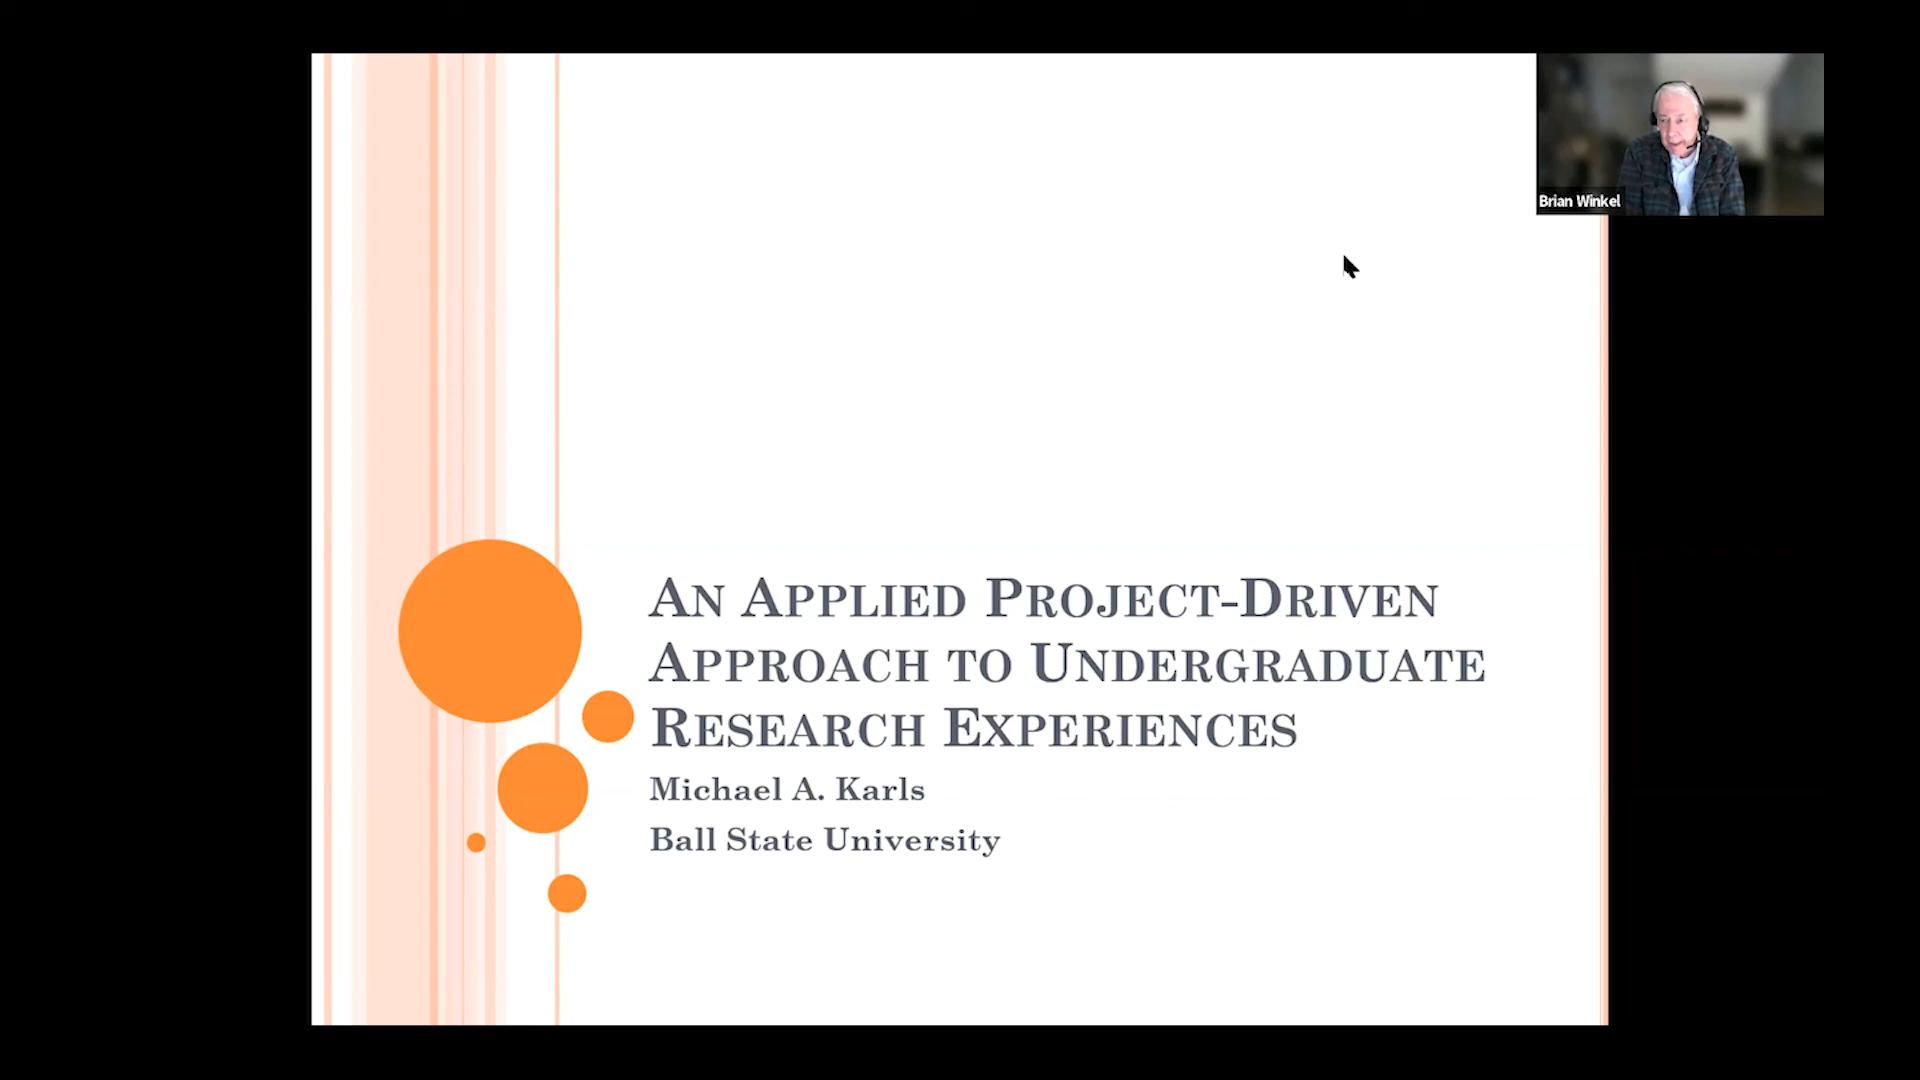 Brian Winkel
An Applied Project-Driven
Approach to Undergraduate
Research Experiences
Michael A. Karls
Ball State University